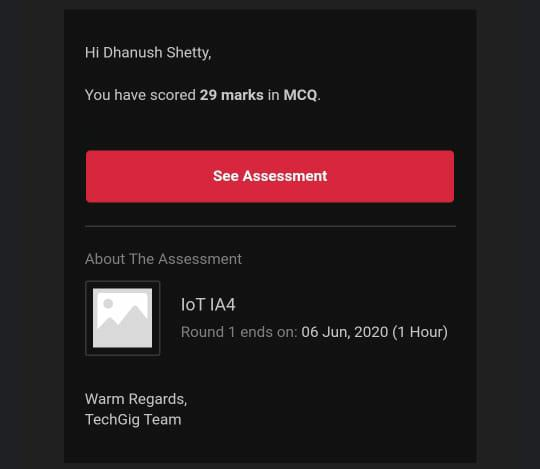 Hi Dhanush Shetty,
You have scored 29 marks in MCQ.
See Assessment
About The Assessment
IoT IA4
Round 1 ends on: 06 Jun, 2020 (1 Hour)
Warm Regards,
TechGig Team